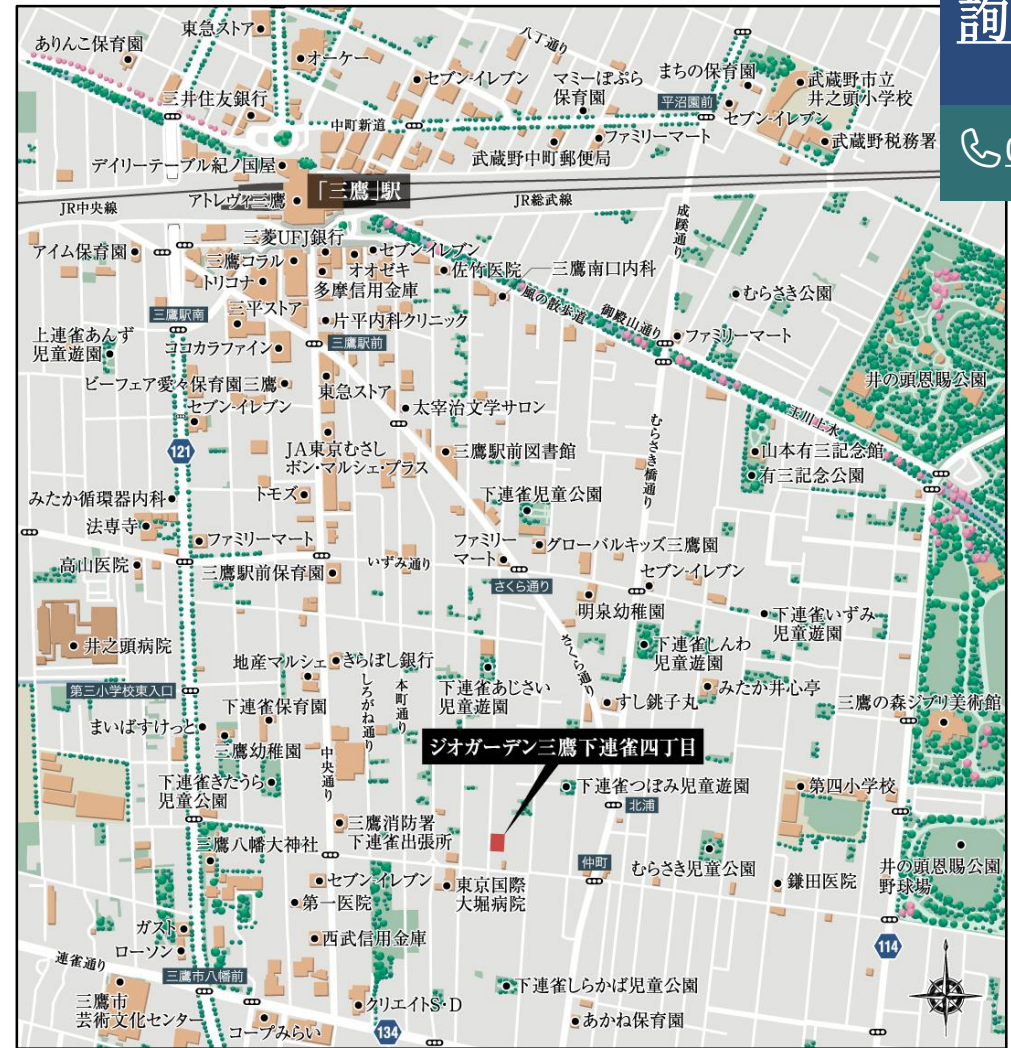 詢
東急ストア
ありんこ保育園
オーケー
八丁通り
セブン-イレブン
マミーぽぷら
保育園
まちの保育園
武蔵野市立
井之頭小学校
三井住友銀行
平沼園前
セブン-イレブン
中町新道
ファミリーマート
武蔵野税務署
武蔵野中町郵便局
デイリーテーブル紀ノ国屋
アトレヴィ三鷹
「三鷹」駅
JR中央線
JR総武線
成蹊通り
三菱UFJ銀行
アイム保育園
三鷹コラル
セブン-イレブン
オオゼキ
佐竹医院
三鷹南口内科
トリコナ
多摩信用金庫
風の散歩道
御殿山通り
むらさき公園
三鷹駅南
三平ストア
片平内科クリニック
ファミリーマート
上連雀あんず
児童遊園
ココカラファイン
三鷹駅前
井の頭恩賜公園
ビーフェア愛々保育園三鷹
東急ストア
セブン-イレブン
太宰治文学サロン
玉川上水
むらさき橋通り
121
JA東京むさし
ボン・マルシェ・プラス
三鷹駅前図書館
山本有三記念館
有三記念公園
みたか循環器内科
トモズ
下連雀児童公園
法専寺
ファミリーマート
ファミリー
マート
グローバルキッズ三鷹園
高山医院
三鷹駅前保育園
いずみ通り
さくら通り
セブン-イレブン
明泉幼稚園
下連雀いずみ
児童遊園
井之頭病院
地産マルシェ
きらぼし銀行
さくら通り
下連雀しんわ
児童遊園
第三小学校東入口
しろがね通り
本町通り
下連雀あじさい
児童遊園
みたか井心亭
すし銚子丸
三鷹の森ジブリ美術館
まいばすけっと
下連雀保育園
三鷹幼稚園
中央通り
ジオガーデン三鷹下連雀四丁目
下連雀きたうら
児童公園
下連雀つぼみ児童遊園
北浦
第四小学校
三鷹消防署
下連雀出張所
三鷹八幡大神社
仲町
むらさき児童公園
井の頭恩賜公園
野球場
セブン-イレブン
東京国際
大堀病院
鎌田医院
第一医院
ガスト
ローソン
西武信用金庫
114
連雀通り
三鷹市八幡前
下連雀しらかば児童公園
三鷹市
芸術文化センター
クリエイトS・D
コープみらい
134
あかね保育園